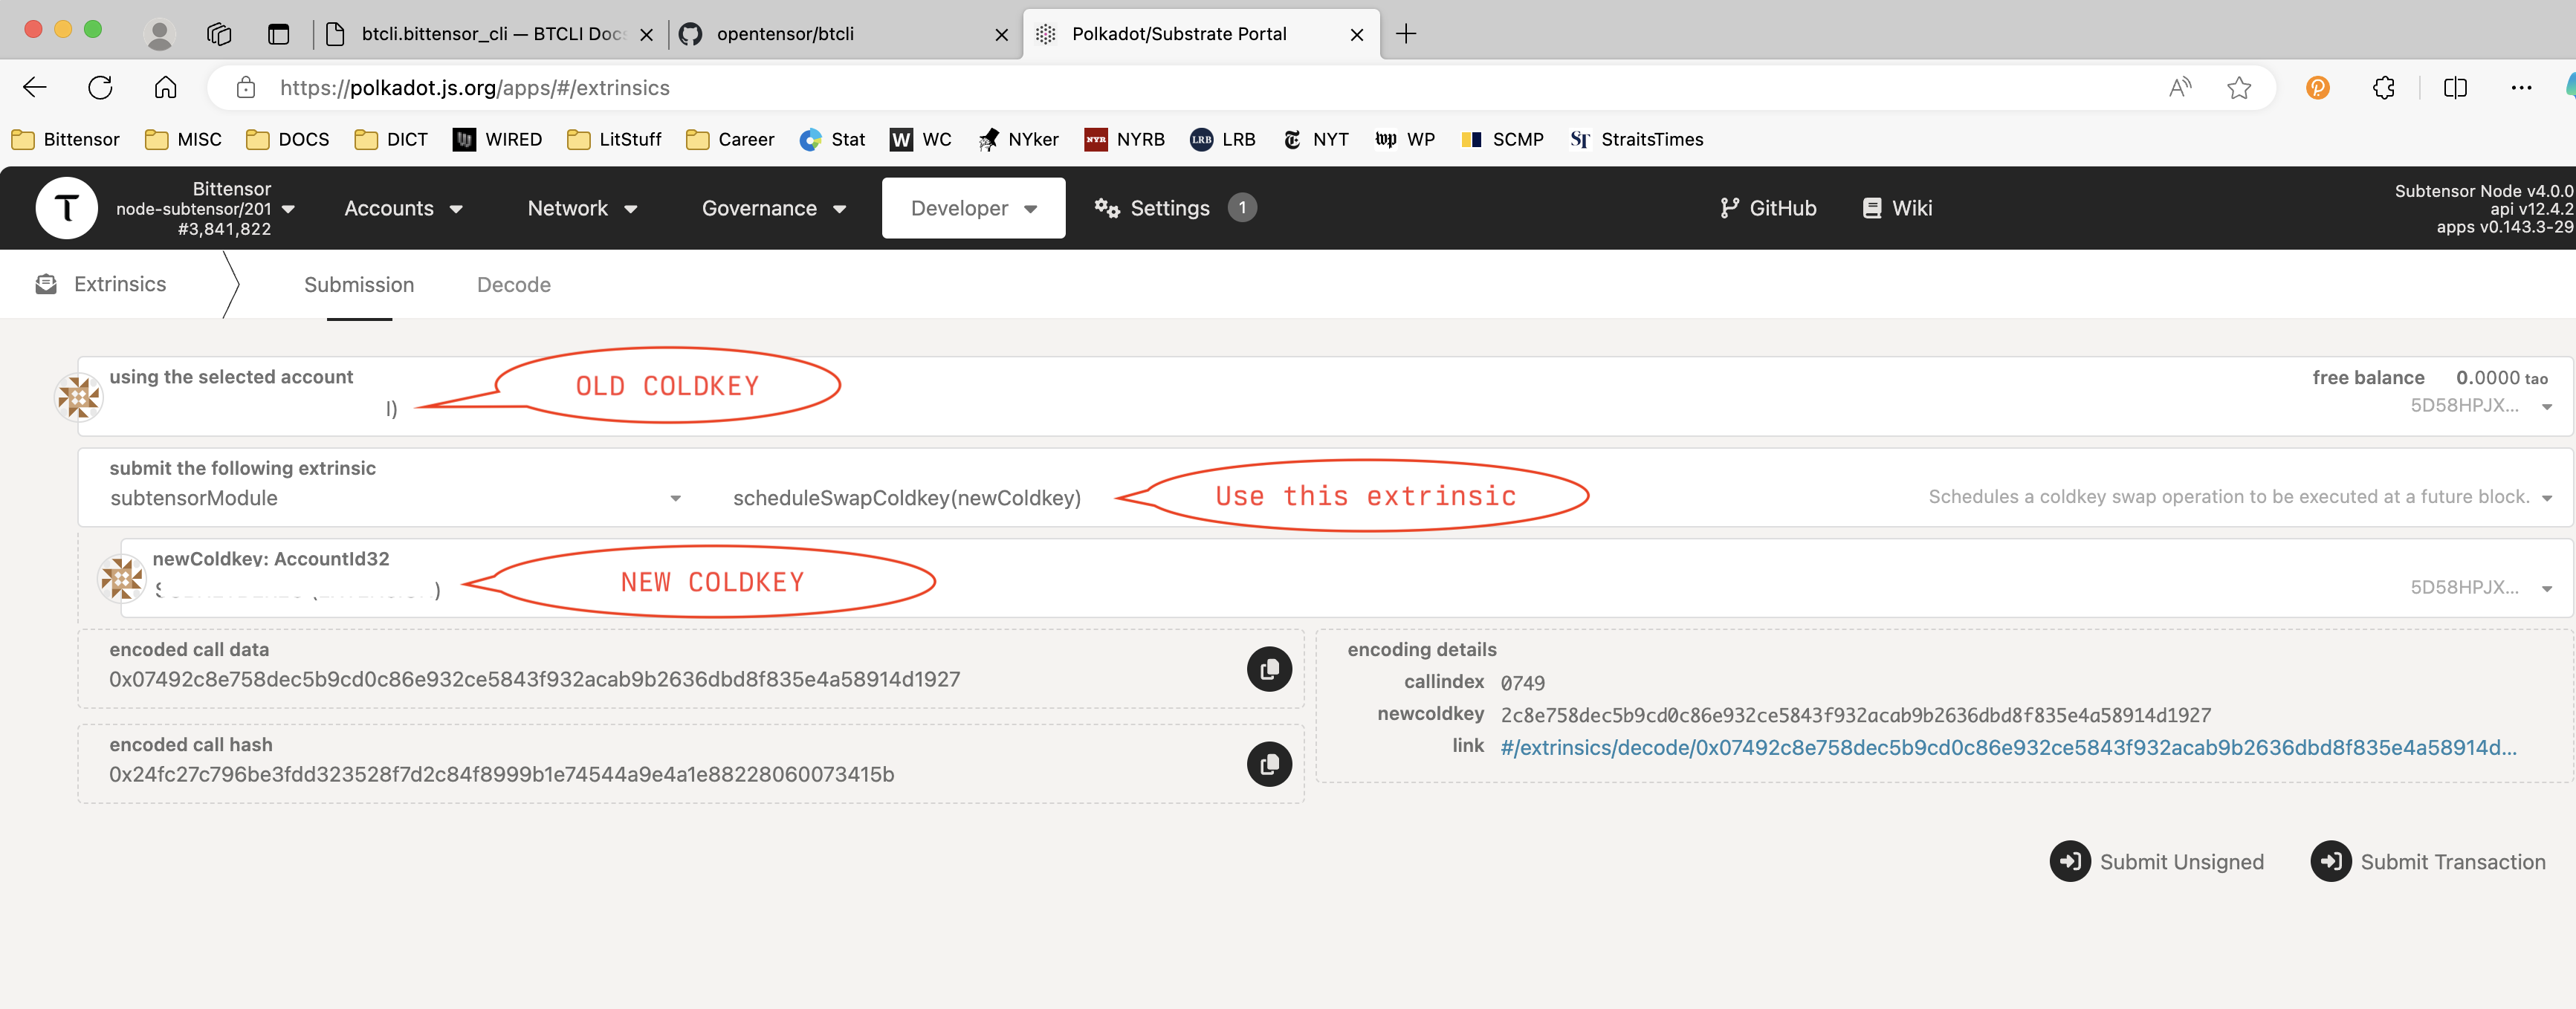 btcli.bittensor_cli — BTCLI Docs
opentensor/btcli
Polkadot/Substrate Portal
https://polkadot.js.org/apps/#/extrinsics
Bittensor MISC DOCS DICT WIRED LitStuff Career Stat W WC NYker NYR NYRB LRB LRB NYT wp WP SCMP ST StraitsTimes
Bittensor
node-subtensor/201
#3,841,822
Accounts Network Governance Developer Settings 1 GitHub Wiki
Subtensor Node v4.0.0
api v12.4.2
apps v0.143.3-29
Extrinsics Submission Decode
using the selected account
l)
OLD COLDKEY
free balance 0.0000 tao
5D58HPJX...
submit the following extrinsic
subtensorModule
scheduleSwapColdkey(newColdkey)
Use this extrinsic
Schedules a coldkey swap operation to be executed at a future block.
newColdkey: AccountId32
)
NEW COLDKEY
5D58HPJX...
encoded call data
0x07492c8e758dec5b9cd0c86e932ce5843f932acab9b2636dbd8f835e4a58914d1927
encoded call hash
0x24fc27c796be3fdd323528f7d2c84f8999b1e74544a9e4a1e88228060073415b
encoding details
callindex 0749
newcoldkey 2c8e758dec5b9cd0c86e932ce5843f932acab9b2636dbd8f835e4a58914d1927
link #/extrinsics/decode/0x07492c8e758dec5b9cd0c86e932ce5843f932acab9b2636dbd8f835e4a58914d...
Submit Unsigned
Submit Transaction